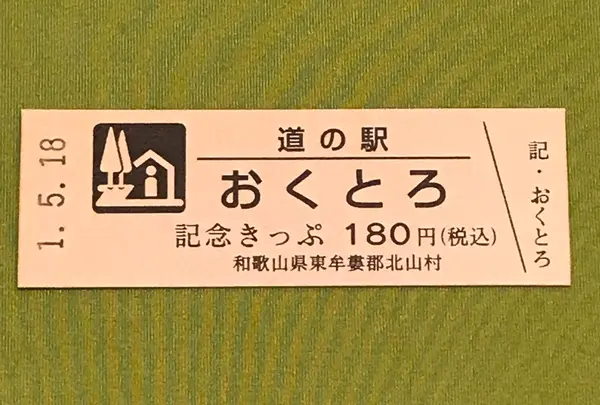 1.5.18
道の駅
おくとろ
記念きっぷ 180円(税込)
和歌山県東牟婁郡北山村
記・おくとろ